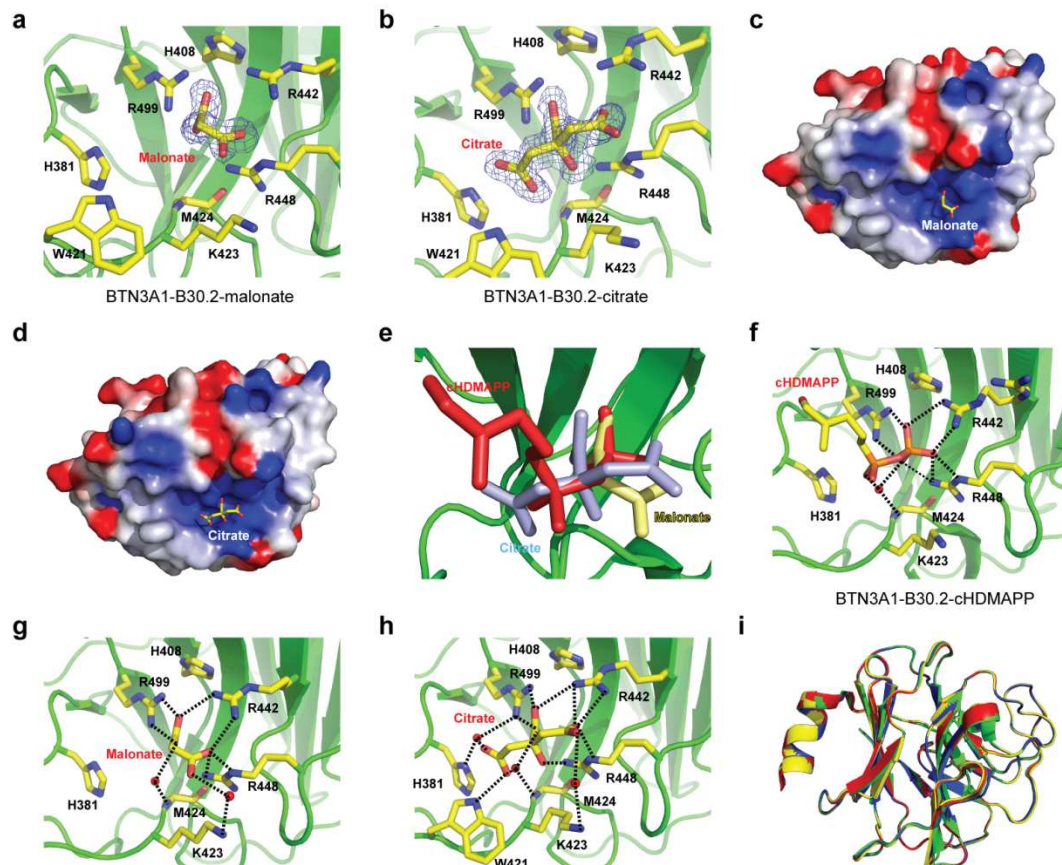 a
H408
R442
R499
Malonate
H381
R448
M424
W421
K423
BTN3A1-B30.2-malonate
b
H408
R442
R499
Citrate
R448
H381
M424
W421
K423
BTN3A1-B30.2-citrate
c
Malonate
d
Citrate
e
cHDMAPP
Malonate
Citrate
f
cHDMAPP
H408
R499
R442
R448
H381
M424
K423
BTN3A1-B30.2-cHDMAPP
g
H408
R499
R442
Malonate
H381
R448
M424
K423
h
H408
R499
R442
Citrate
R448
H381
M424
K423
W421
i